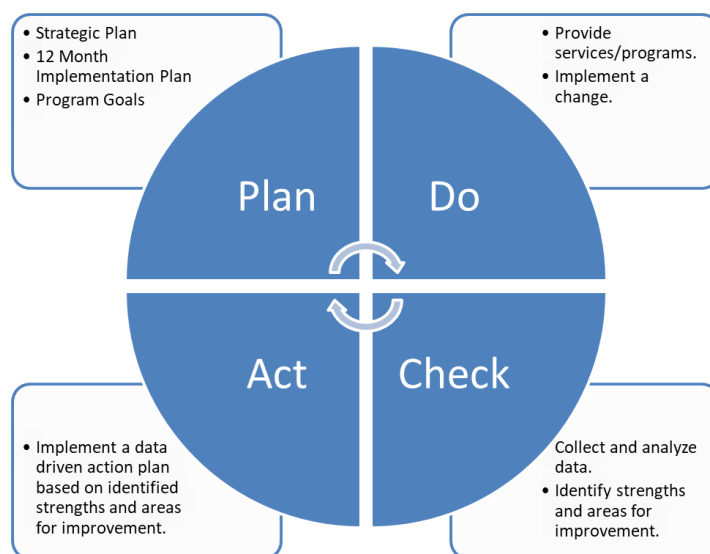 • Strategic Plan
• 12 Month
Implementation Plan
• Program Goals
• Provide
services/programs.
• Implement a
change.
Plan
Do
Act
Check
• Implement a data
driven action plan
based on identified
strengths and areas
for improvement.
Collect and analyze
data.
• Identify strengths
and areas for
improvement.